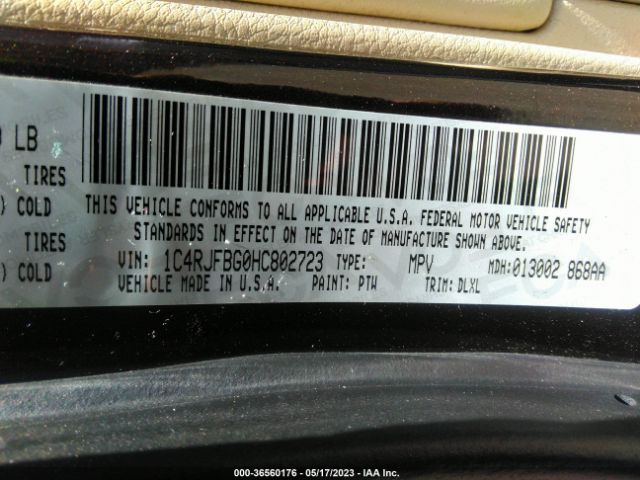 LB
TIRES
) COLD
TIRES
) COLD
THIS VEHICLE CONFORMS TO ALL APPLICABLE U.S.A. FEDERAL MOTOR VEHICLE SAFETY
STANDARDS IN EFFECT ON THE DATE OF MANUFACTURE SHOWN ABOVE.
VIN: 1C4RJFBG0HC802723 TYPE: MPV MDH:013002 868AA
VEHICLE MADE IN U.S.A. PAINT: PTW TRIM: DLXL
000-36560176 - 05/17/2023 - IAA Inc.